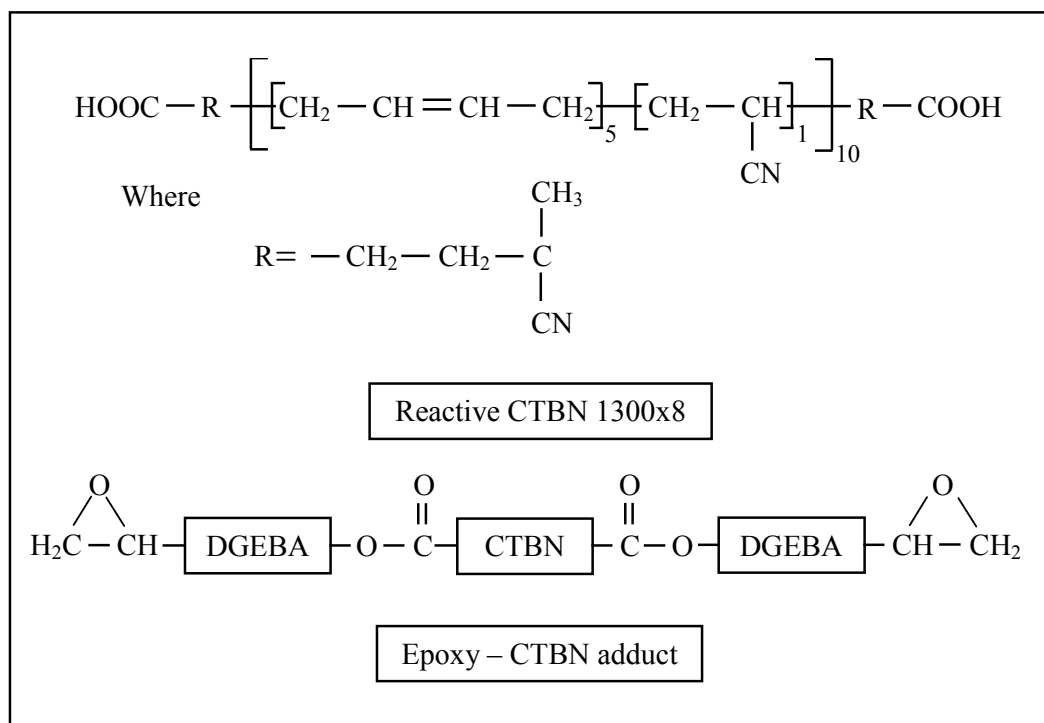 HOOC — R —[—[—CH₂ — CH = CH — CH₂—]₅—[—CH₂ — CH—]₁—]₁₀— R — COOH
CN
Where
CH₃
R= — CH₂ — CH₂ — C
CN
Reactive CTBN 1300x8
O O O O
H₂C — CH — DGEBA — O — C — CTBN — C — O — DGEBA — CH — CH₂
Epoxy – CTBN adduct